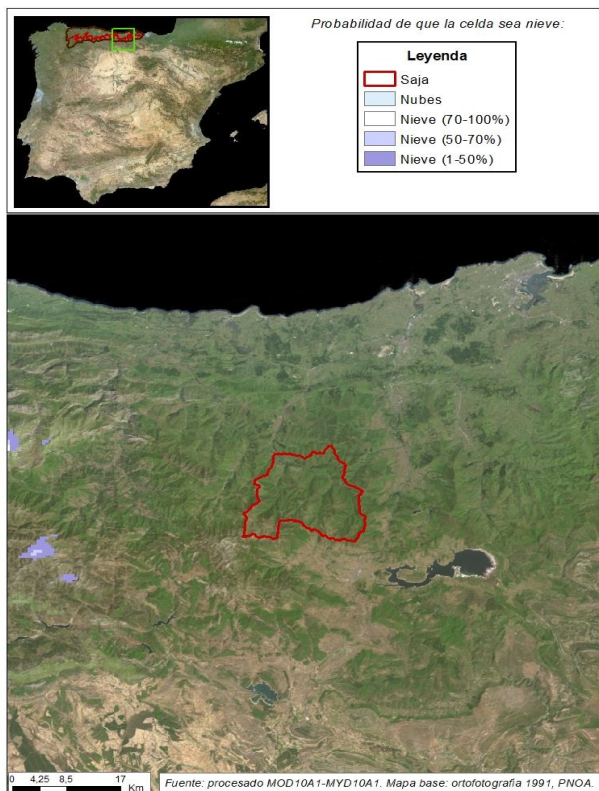 Probabilidad de que la celda sea nieve:
Leyenda
Saja
Nubes
Nieve (70-100%)
Nieve (50-70%)
Nieve (1-50%)
0 4,25 8,5 17
Km
Fuente: procesado MOD10A1-MYD10A1. Mapa base: ortofotografía 1991, PNOA.